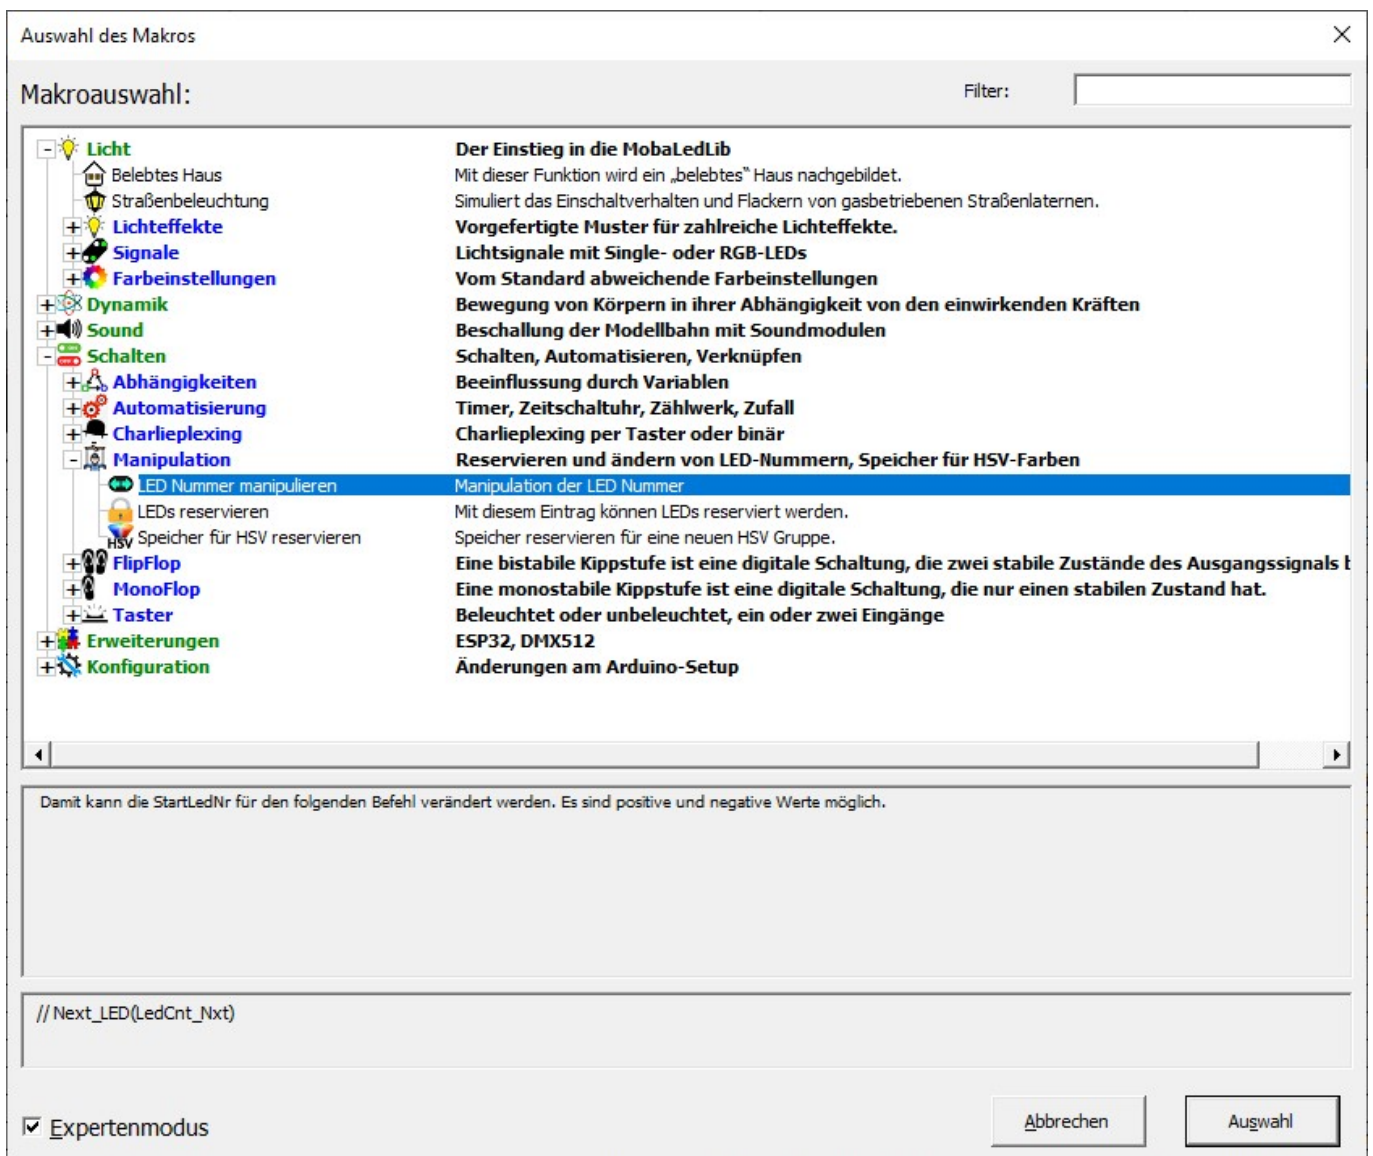 Auswahl des Makros
Makroauswahl:
Filter:
Licht Der Einstieg in die MobaLedLib
Belebtes Haus Mit dieser Funktion wird ein „belebtes“ Haus nachgebildet.
Straßenbeleuchtung Simuliert das Einschaltverhalten und Flackern von gasbetriebenen Straßenlaternen.
Lichteffekte Vorgefertigte Muster für zahlreiche Lichteffekte.
Signale Lichtsignale mit Single- oder RGB-LEDs
Farbeinstellungen Vom Standard abweichende Farbeinstellungen
Dynamik Bewegung von Körpern in ihrer Abhängigkeit von den einwirkenden Kräften
Sound Beschallung der Modellbahn mit Soundmodulen
Schalten Schalten, Automatisieren, Verknüpfen
Abhängigkeiten Beeinflussung durch Variablen
Automatisierung Timer, Zeitschaltuhr, Zählwerk, Zufall
Charlieplexing Charlieplexing per Taster oder binär
Manipulation Reservieren und ändern von LED-Nummern, Speicher für HSV-Farben
LED Nummer manipulieren Manipulation der LED Nummer
LEDs reservieren Mit diesem Eintrag können LEDs reserviert werden.
HSV Speicher für HSV reservieren Speicher reservieren für eine neuen HSV Gruppe.
FlipFlop Eine bistabile Kippstufe ist eine digitale Schaltung, die zwei stabile Zustände des Ausgangssignals b
MonoFlop Eine monostabile Kippstufe ist eine digitale Schaltung, die nur einen stabilen Zustand hat.
Taster Beleuchtet oder unbeleuchtet, ein oder zwei Eingänge
Erweiterungen ESP32, DMX512
Konfiguration Änderungen am Arduino-Setup
Damit kann die StartLedNr für den folgenden Befehl verändert werden. Es sind positive und negative Werte möglich.
// Next_LED(LedCnt_Nxt)
Expertenmodus
Abbrechen
Auswahl